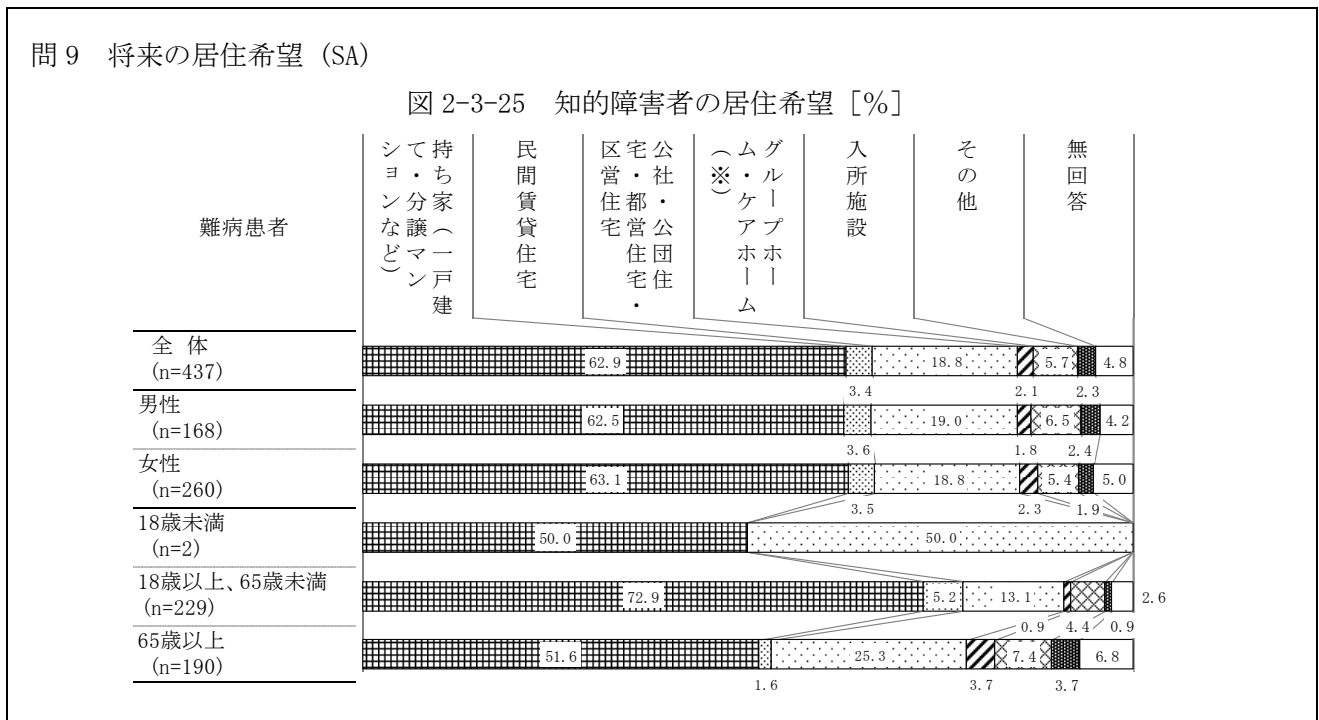 問9　将来の居住希望（SA）
図2-3-25　知的障害者の居住希望［％］
難病患者
持ち家（一戸建
て・分譲マン
ションなど）
民間賃貸住宅
公社・公団住
宅・都営住宅・
区営住宅
グループホー
ム・ケアホーム
（※）
入所施設
その他
無回答
全 体
(n=437)
62.9
18.8
5.7
4.8
3.4
2.1
2.3
男性
(n=168)
62.5
19.0
6.5
4.2
3.6
1.8
2.4
女性
(n=260)
63.1
18.8
5.4
5.0
3.5
2.3
1.9
18歳未満
(n=2)
50.0
50.0
18歳以上、65歳未満
(n=229)
72.9
5.2
13.1
2.6
0.9
4.4
0.9
65歳以上
(n=190)
51.6
25.3
7.4
6.8
1.6
3.7
3.7